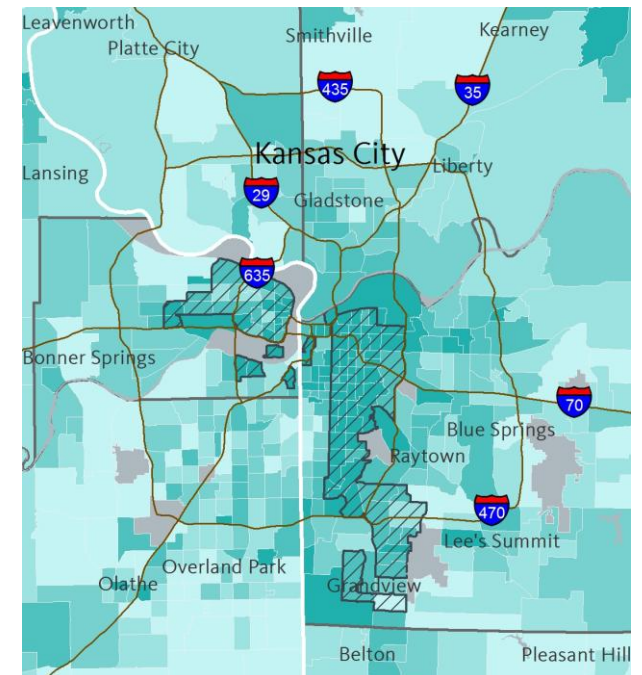 Leavenworth
Smithville
Kearney
Platte City
435
35
Kansas City
Liberty
Lansing
29
Gladstone
635
Bonner Springs
70
Blue Springs
Raytown
470
Lee's Summit
Overland Park
Olathe
Grandview
Belton
Pleasant Hill